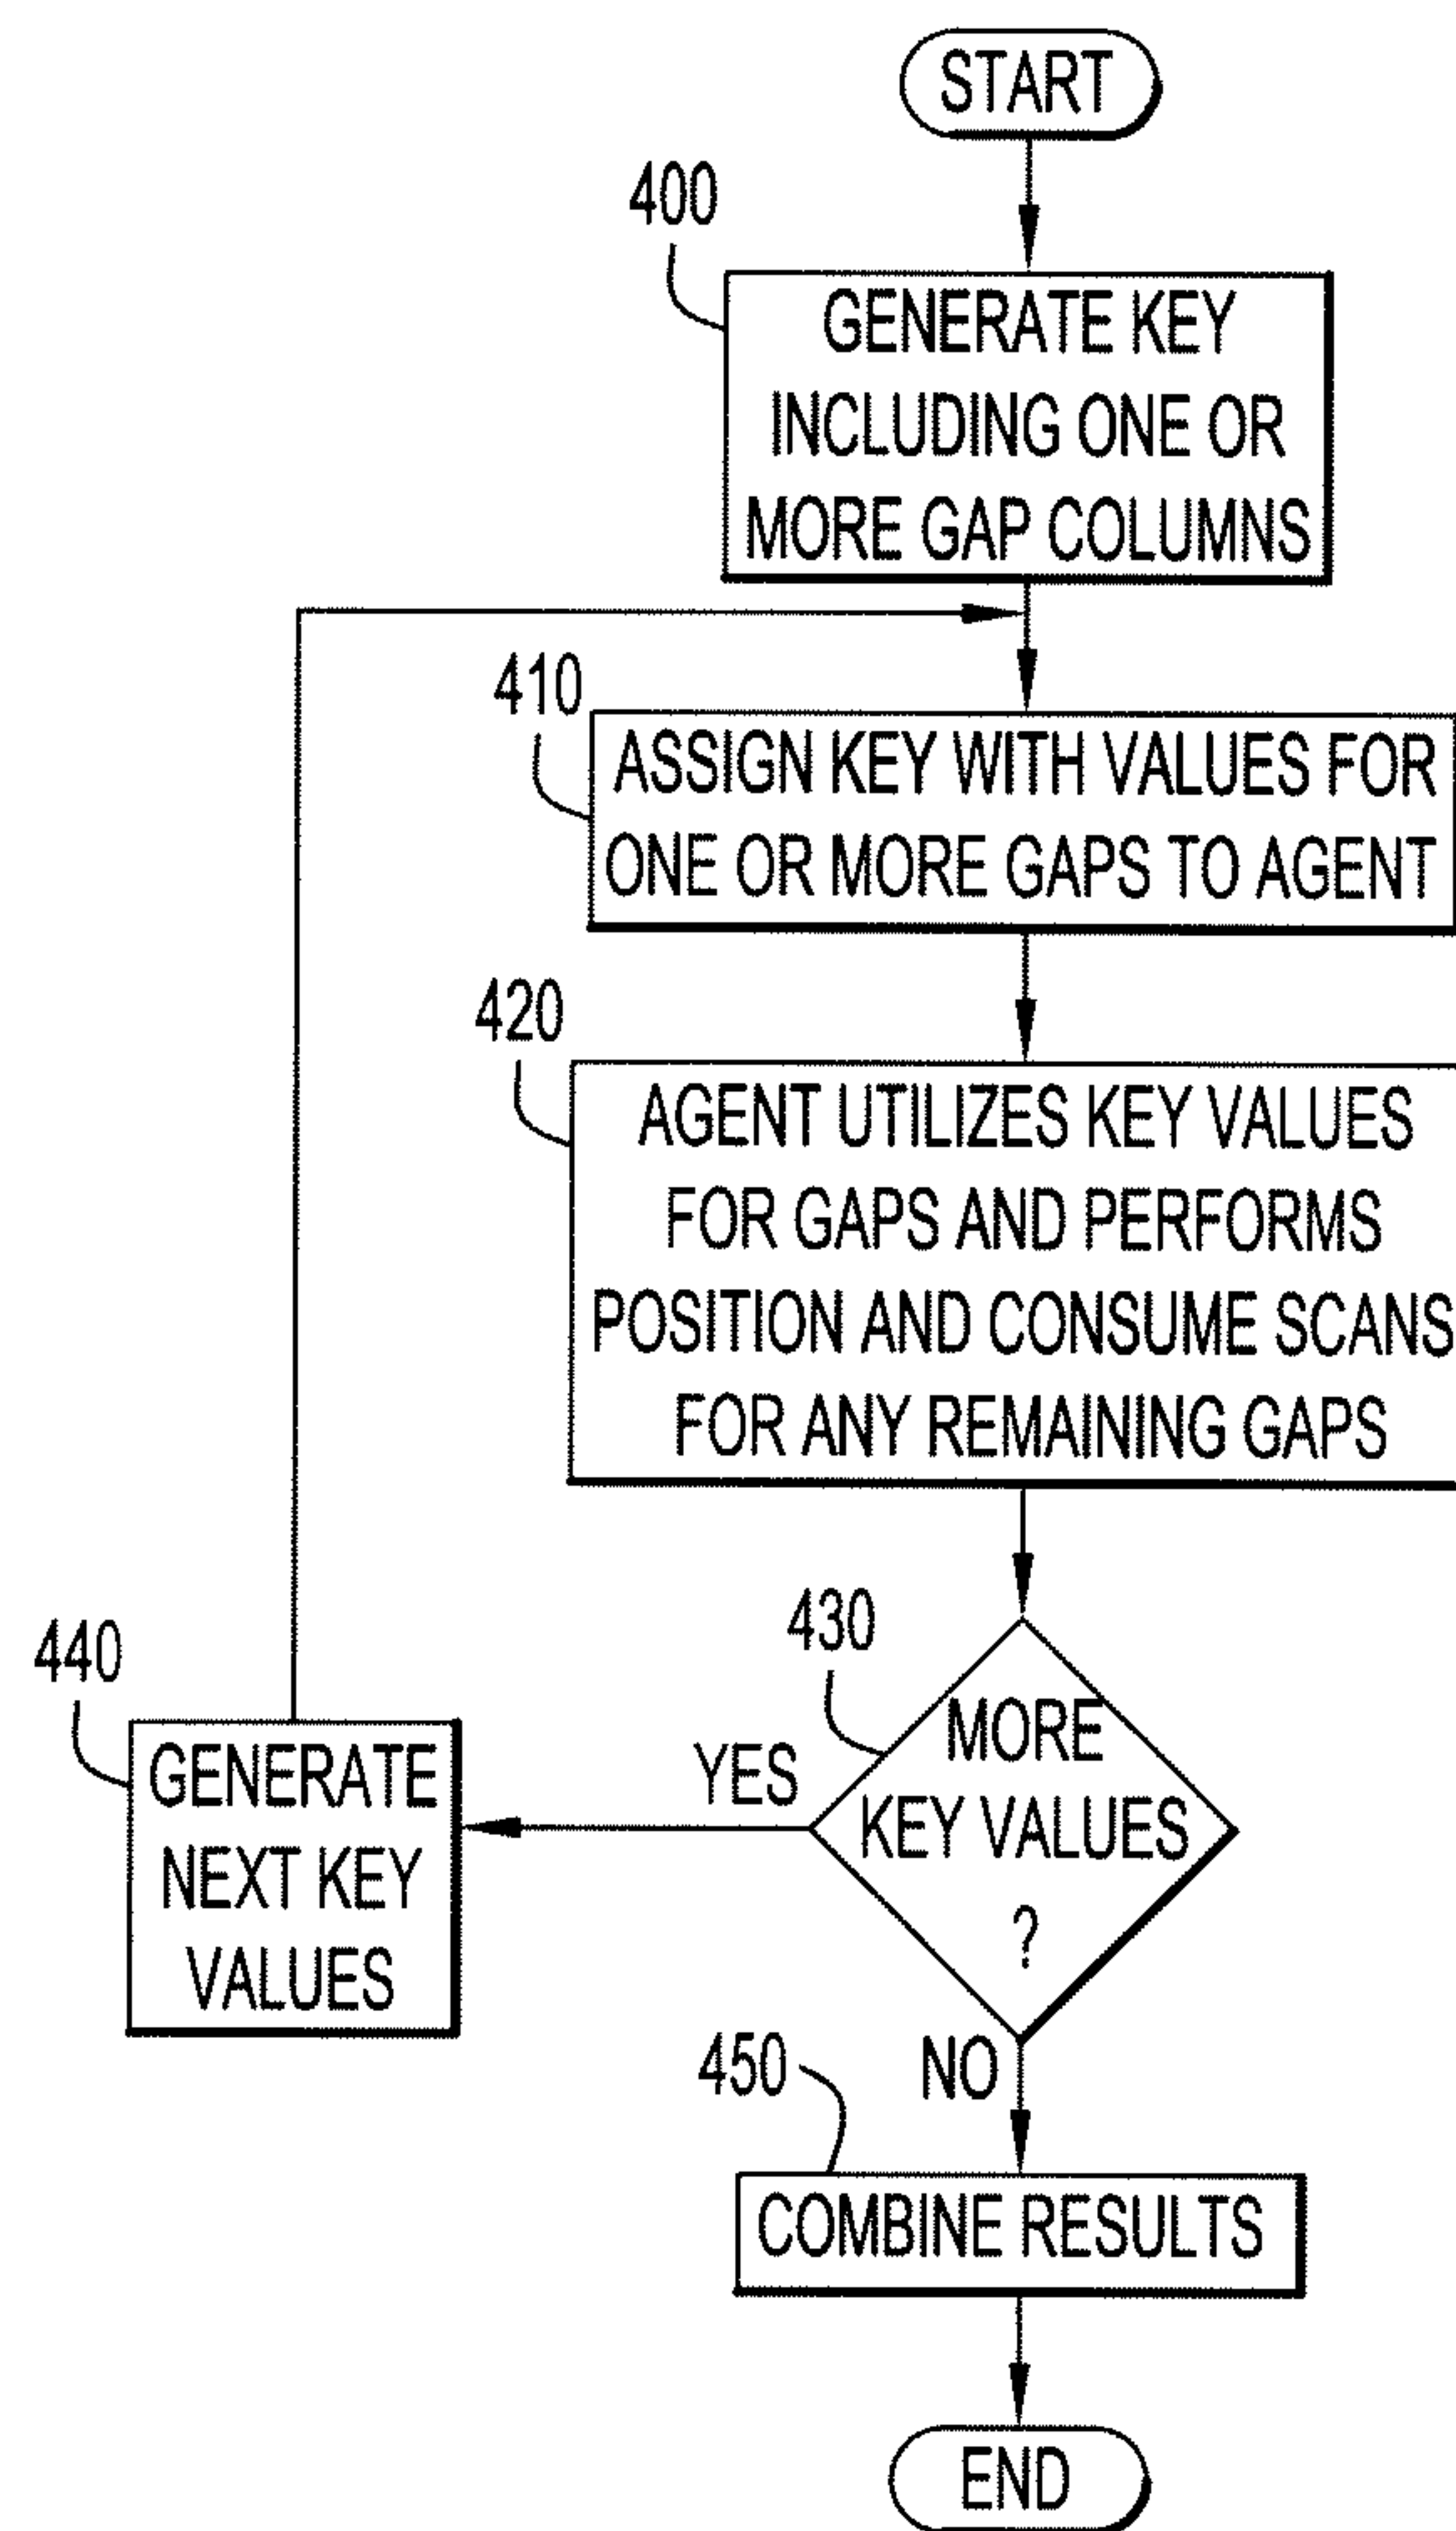 START
400
GENERATE KEY
INCLUDING ONE OR
MORE GAP COLUMNS
410
ASSIGN KEY WITH VALUES FOR
ONE OR MORE GAPS TO AGENT
420
AGENT UTILIZES KEY VALUES
FOR GAPS AND PERFORMS
POSITION AND CONSUME SCANS
FOR ANY REMAINING GAPS
430
MORE
KEY VALUES
?
YES
440
GENERATE
NEXT KEY
VALUES
NO
450
COMBINE RESULTS
END